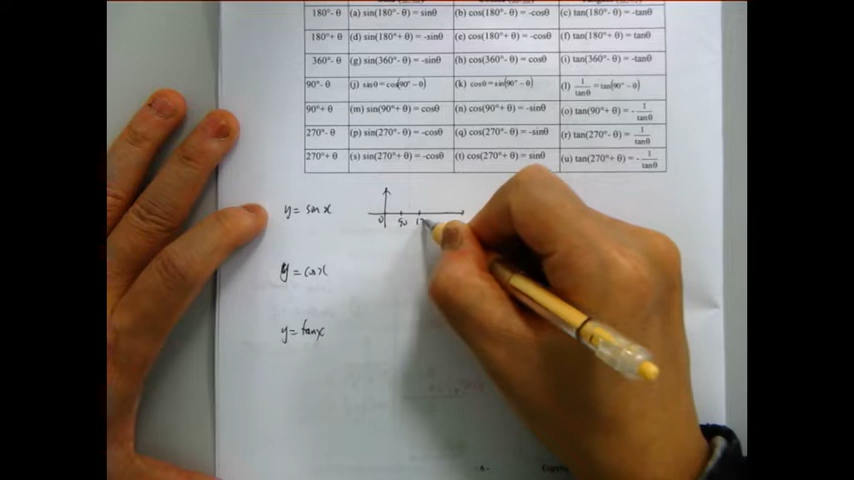 180°- θ (a) sin(180°- θ) = sinθ (b) cos(180°- θ) = -cosθ (c) tan(180°- θ) = -tanθ
180°+ θ (d) sin(180°+ θ) = -sinθ (e) cos(180°+ θ) = -cosθ (f) tan(180°+ θ) = tanθ
360°- θ (g) sin(360°- θ) = -sinθ (h) cos(360°- θ) = cosθ (i) tan(360°- θ) = -tanθ
90°- θ (j) sinθ = cos(90° - θ) (k) cosθ = sin(90° - θ) (l) 1/tanθ = tan(90° - θ)
90°+ θ (m) sin(90°+ θ) = cosθ (n) cos(90°+ θ) = -sinθ (o) tan(90°+ θ) = - 1/tanθ
270°- θ (p) sin(270°- θ) = -cosθ (q) cos(270°- θ) = -sinθ (r) tan(270°- θ) = 1/tanθ
270°+ θ (s) sin(270°+ θ) = -cosθ (t) cos(270°+ θ) = sinθ (u) tan(270°+ θ) = - 1/tanθ
y = sin x
0 90
y = cos x
y = tan x
- 6 -